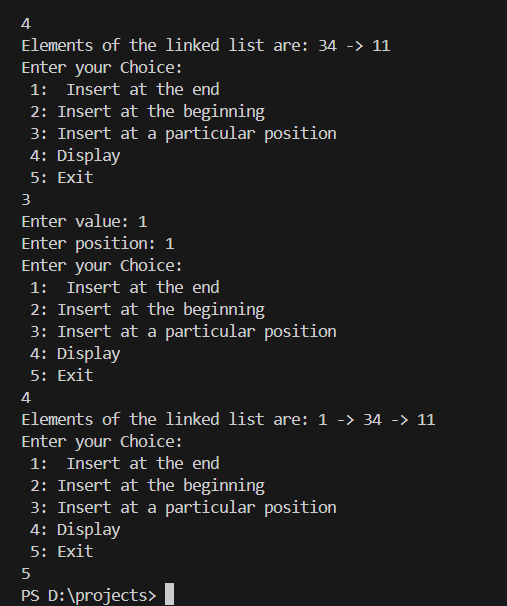 4
Elements of the linked list are: 34 -> 11
Enter your Choice:
 1:  Insert at the end
 2: Insert at the beginning
 3: Insert at a particular position
 4: Display
 5: Exit
3
Enter value: 1
Enter position: 1
Enter your Choice:
 1:  Insert at the end
 2: Insert at the beginning
 3: Insert at a particular position
 4: Display
 5: Exit
4
Elements of the linked list are: 1 -> 34 -> 11
Enter your Choice:
 1:  Insert at the end
 2: Insert at the beginning
 3: Insert at a particular position
 4: Display
 5: Exit
5
PS D:\projects>